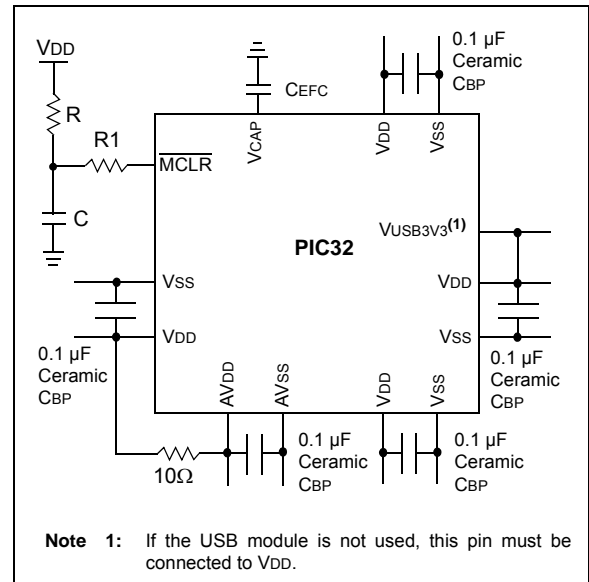 VDD
R
R1
C
MCLR
CEFC
VCAP
0.1 µF
Ceramic
CBP
VDD
VSS
PIC32
VUSB3V3(1)
VDD
VSS
0.1 µF
Ceramic
CBP
VSS
VDD
0.1 µF
Ceramic
CBP
10Ω
AVDD
AVSS
0.1 µF
Ceramic
CBP
VDD
VSS
0.1 µF
Ceramic
CBP
Note 1: If the USB module is not used, this pin must be
connected to VDD.